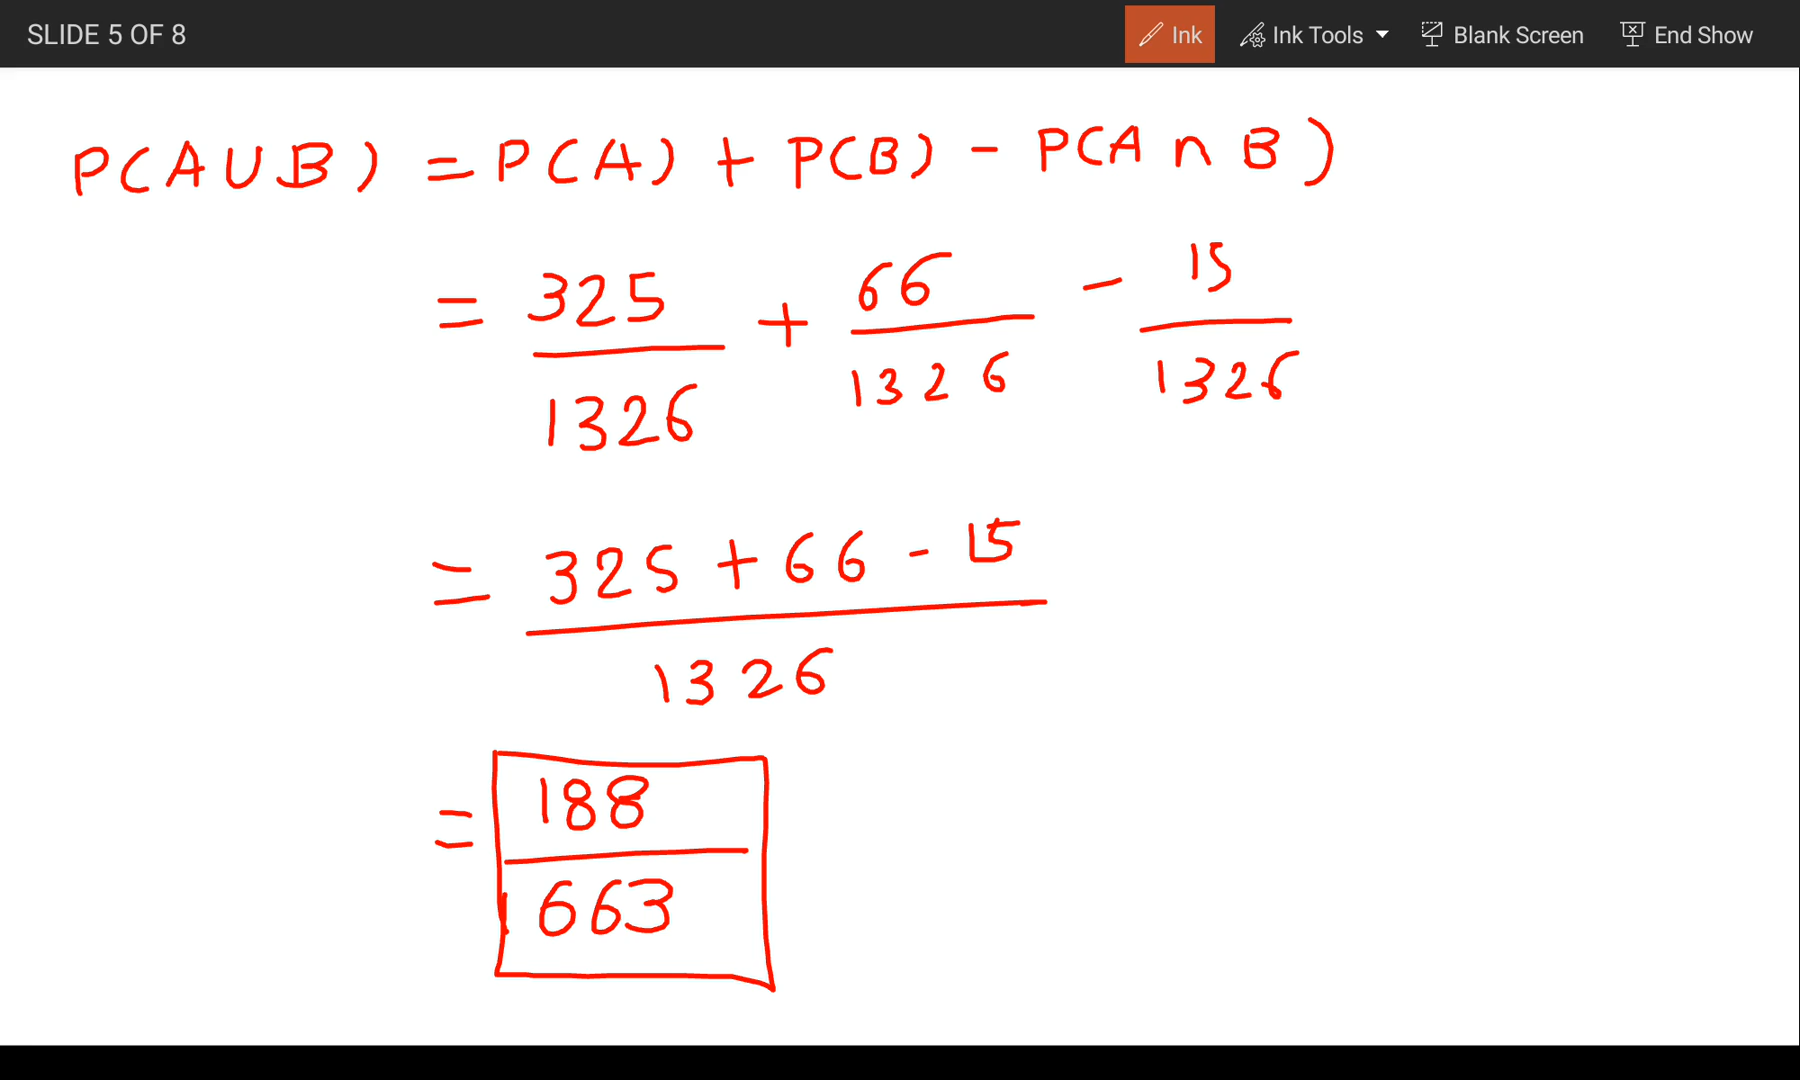 SLIDE 5 OF 8 Ink Ink Tools Blank Screen End Show
P(A∪B) = P(A) + P(B) - P(A∩B)
= 325/1326 + 66/1326 - 15/1326
= 325 + 66 - 15 / 1326
= 188/663